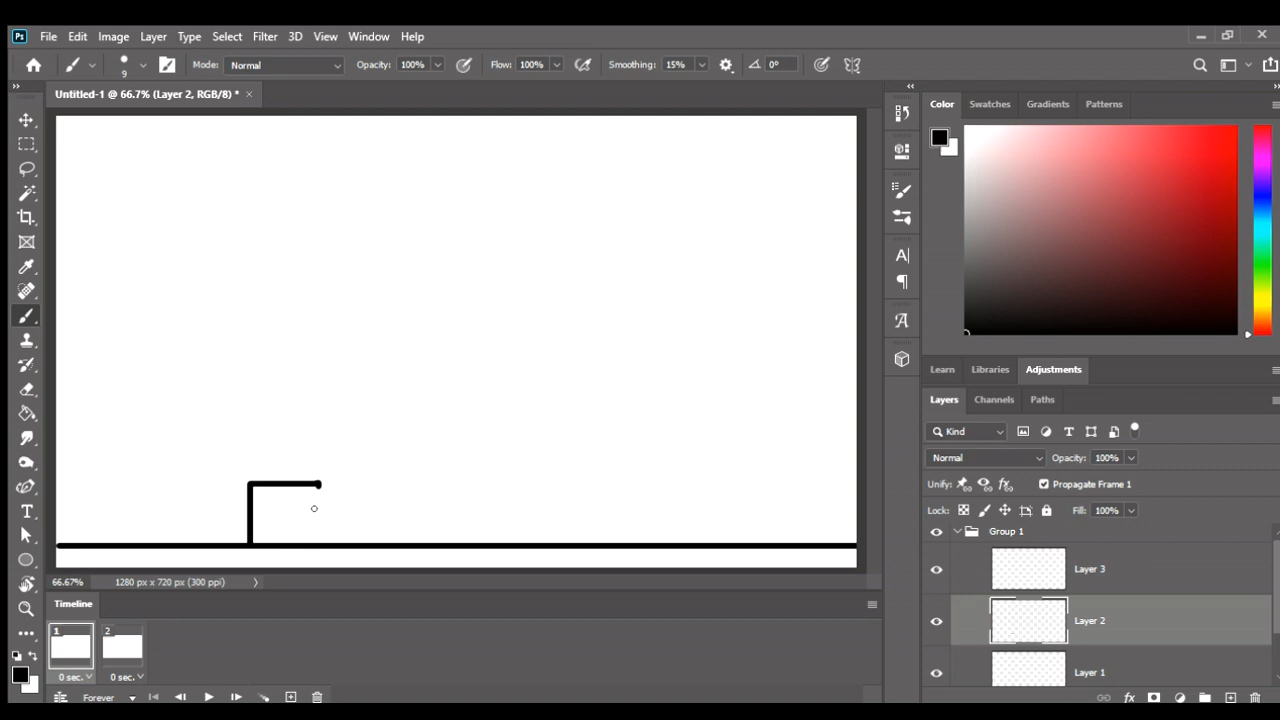 Ps File Edit Image Layer Type Select Filter 3D View Window Help
9 Mode: Normal Opacity: 100% Flow: 100% Smoothing: 15% 0°
Untitled-1 @ 66.7% (Layer 2, RGB/8) * ×
Color Swatches Gradients Patterns
Learn Libraries Adjustments
Layers Channels Paths
Kind
Normal Opacity: 100%
Unify: Propagate Frame 1
Lock: Fill: 100%
Group 1
Layer 3
Layer 2
Layer 1
66.67% 1280 px x 720 px (300 ppi)
Timeline
1 2
0 sec. 0 sec.
Forever